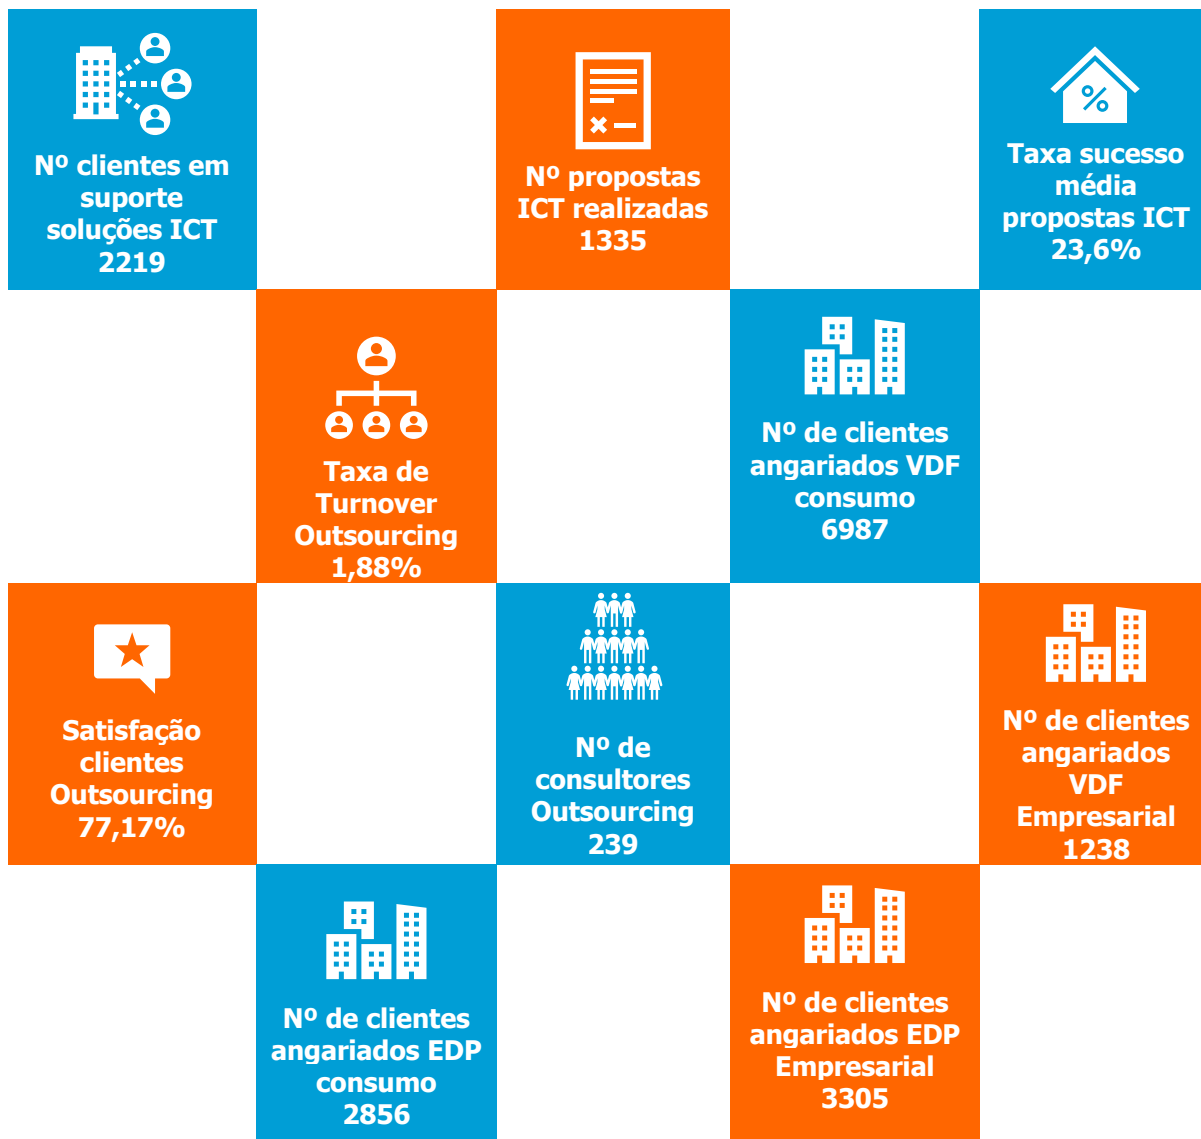 Nº clientes em
suporte
soluções ICT
2219
Nº propostas
ICT realizadas
1335
Taxa sucesso
média
propostas ICT
23,6%
Taxa de
Turnover
Outsourcing
1,88%
Nº de clientes
angariados VDF
consumo
6987
Satisfação
clientes
Outsourcing
77,17%
Nº de
consultores
Outsourcing
239
Nº de clientes
angariados
VDF
Empresarial
1238
Nº de clientes
angariados EDP
consumo
2856
Nº de clientes
angariados EDP
Empresarial
3305